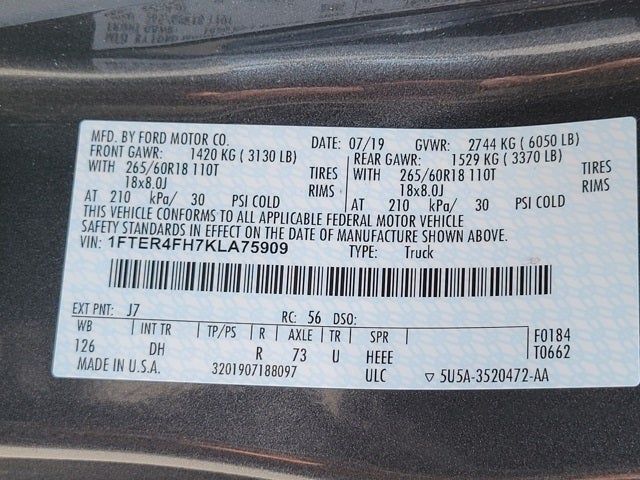 MFD. BY FORD MOTOR CO. DATE: 07/19 GVWR: 2744 KG ( 6050 LB)
FRONT GAWR: 1420 KG ( 3130 LB) REAR GAWR: 1529 KG ( 3370 LB)
WITH 265/60R18 110T TIRES WITH 265/60R18 110T TIRES
18x8.0J RIMS 18x8.0J RIMS
AT 210 kPa/ 30 PSI COLD AT 210 kPa/ 30 PSI COLD
THIS VEHICLE CONFORMS TO ALL APPLICABLE FEDERAL MOTOR VEHICLE
SAFETY STANDARDS IN EFFECT ON THE DATE OF MANUFACTURE SHOWN ABOVE.
VIN: 1FTER4FH7KLA75909 TYPE: Truck
EXT PNT: J7 RC: 56 DSO:
WB INT TR TP/PS R AXLE TR SPR F0184
126 DH R 73 U HEEE T0662
MADE IN U.S.A. 3201907188097 ULC ▽ 5U5A-3520472-AA